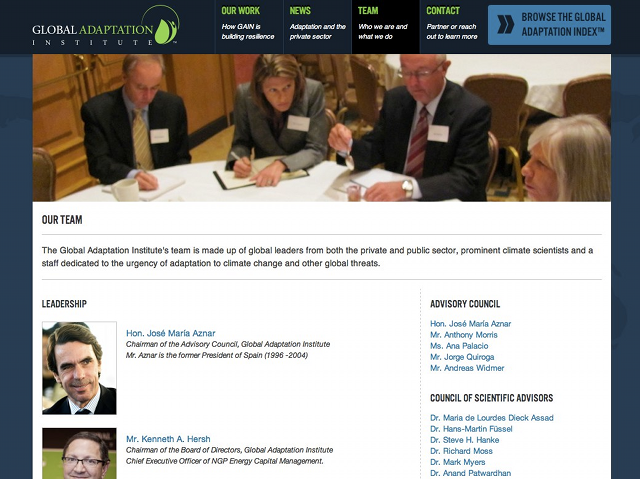 GLOBAL ADAPTATION
INSTITUTE
OUR WORK
How GAIN is
building resilience
NEWS
Adaptation and the
private sector
TEAM
Who we are and
what we do
CONTACT
Partner or reach
out to learn more
BROWSE THE GLOBAL
ADAPTATION INDEX™
OUR TEAM
The Global Adaptation Institute's team is made up of global leaders from both the private and public sector, prominent climate scientists and a
staff dedicated to the urgency of adaptation to climate change and other global threats.
LEADERSHIP
Hon. José María Aznar
Chairman of the Advisory Council, Global Adaptation Institute
Mr. Aznar is the former President of Spain (1996 -2004)
Mr. Kenneth A. Hersh
Chairman of the Board of Directors, Global Adaptation Institute
Chief Executive Officer of NGP Energy Capital Management.
ADVISORY COUNCIL
Hon. José María Aznar
Mr. Anthony Morris
Ms. Ana Palacio
Mr. Jorge Quiroga
Mr. Andreas Widmer
COUNCIL OF SCIENTIFIC ADVISORS
Dr. Maria de Lourdes Dieck Assad
Dr. Hans-Martin Füssel
Dr. Steve H. Hanke
Dr. Richard Moss
Dr. Mark Myers
Dr. Anand Patwardhan